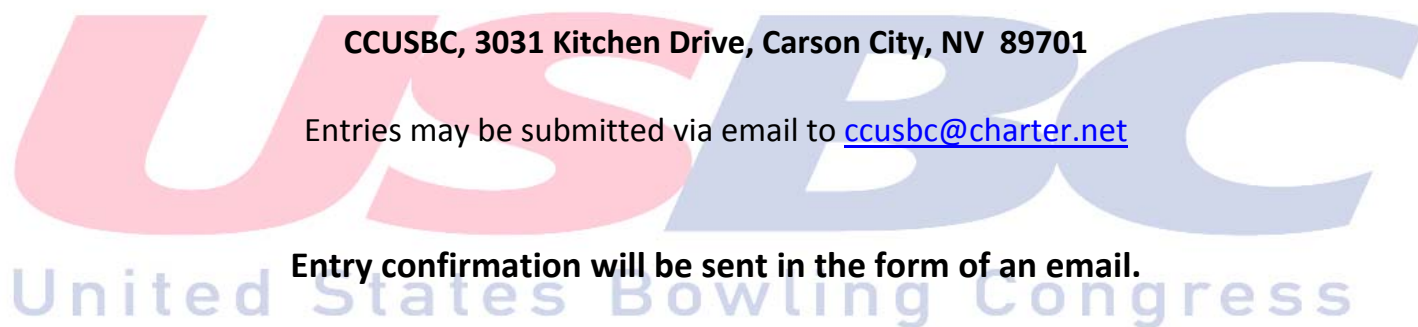 CCUSBC, 3031 Kitchen Drive, Carson City, NV 89701
Entries may be submitted via email to ccusbc@charter.net
Entry confirmation will be sent in the form of an email.
USBC
United States Bowling Congress